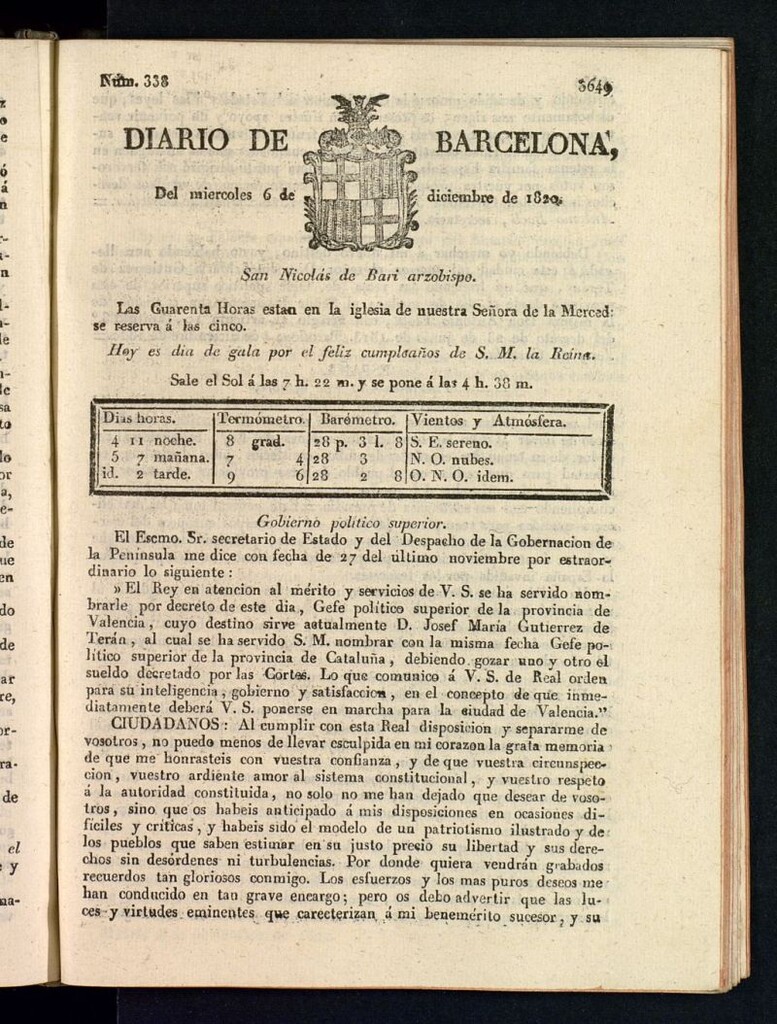 Núm. 338 3649
DIARIO DE BARCELONA,
Del miercoles 6 de diciembre de 1820.
San Nicolás de Bari arzobispo.
Las Cuarenta Horas estan en la iglesia de nuestra Señora de la Merced:
se reserva á las cinco.
Hoy es dia de gala por el feliz cumpleaños de S. M. la Reina.
Sale el Sol á las 7 h. 22 m. y se pone á las 4 h. 38 m.
Dias horas. Termómetro. Barómetro. Vientos y Atmósfera.
4 11 noche. 8 grad. 28 p. 3 l. 8 S. E. sereno.
5 7 mañana. 7 4 28 3 N. O. nubes.
id. 2 tarde. 9 6 28 2 8 O. N. O. idem.
Gobierno político superior.
El Escmo. Sr. secretario de Estado y del Despacho de la Gobernacion de
la Península me dice con fecha de 27 del último noviembre por estraor-
dinario lo siguiente :
» El Rey en atencion al mérito y servicios de V. S. se ha servido nom-
brarle por decreto de este dia, Gefe político superior de la provincia de
Valencia, cuyo destino sirve actualmente D. Josef María Gutierrez de
Terán, al cual se ha servido S. M. nombrar con la misma fecha Gefe po-
lítico superior de la provincia de Cataluña, debiendo gozar uno y otro el
sueldo decretado por las Cortes. Lo que comunico á V. S. de Real orden
para su inteligencia, gobierno y satisfaccion, en el concepto de que inme-
diatamente deberá V. S. ponerse en marcha para la ciudad de Valencia."
CIUDADANOS: Al cumplir con esta Real disposicion y separarme de
vosotros, no puedo menos de llevar esculpida en mi corazon la grata memoria
de que me honrasteis con vuestra confianza, y de que vuestra circunspec-
cion, vuestro ardiente amor al sistema constitucional, y vuestro respeto
á la autoridad constituida, no solo no me han dejado que desear de voso-
tros, sino que os habeis anticipado á mis disposiciones en ocasiones di-
fíciles y críticas, y habeis sido el modelo de un patriotismo ilustrado y de
los pueblos que saben estimar en su justo precio su libertad y sus dere-
chos sin desórdenes ni turbulencias. Por donde quiera vendrán grabados
recuerdos tan gloriosos conmigo. Los esfuerzos y los mas puros deseos me
han conducido en tan grave encargo; pero os debo advertir que las lu-
ces y virtudes eminentes que carecterizan á mi benemérito sucesor, y su